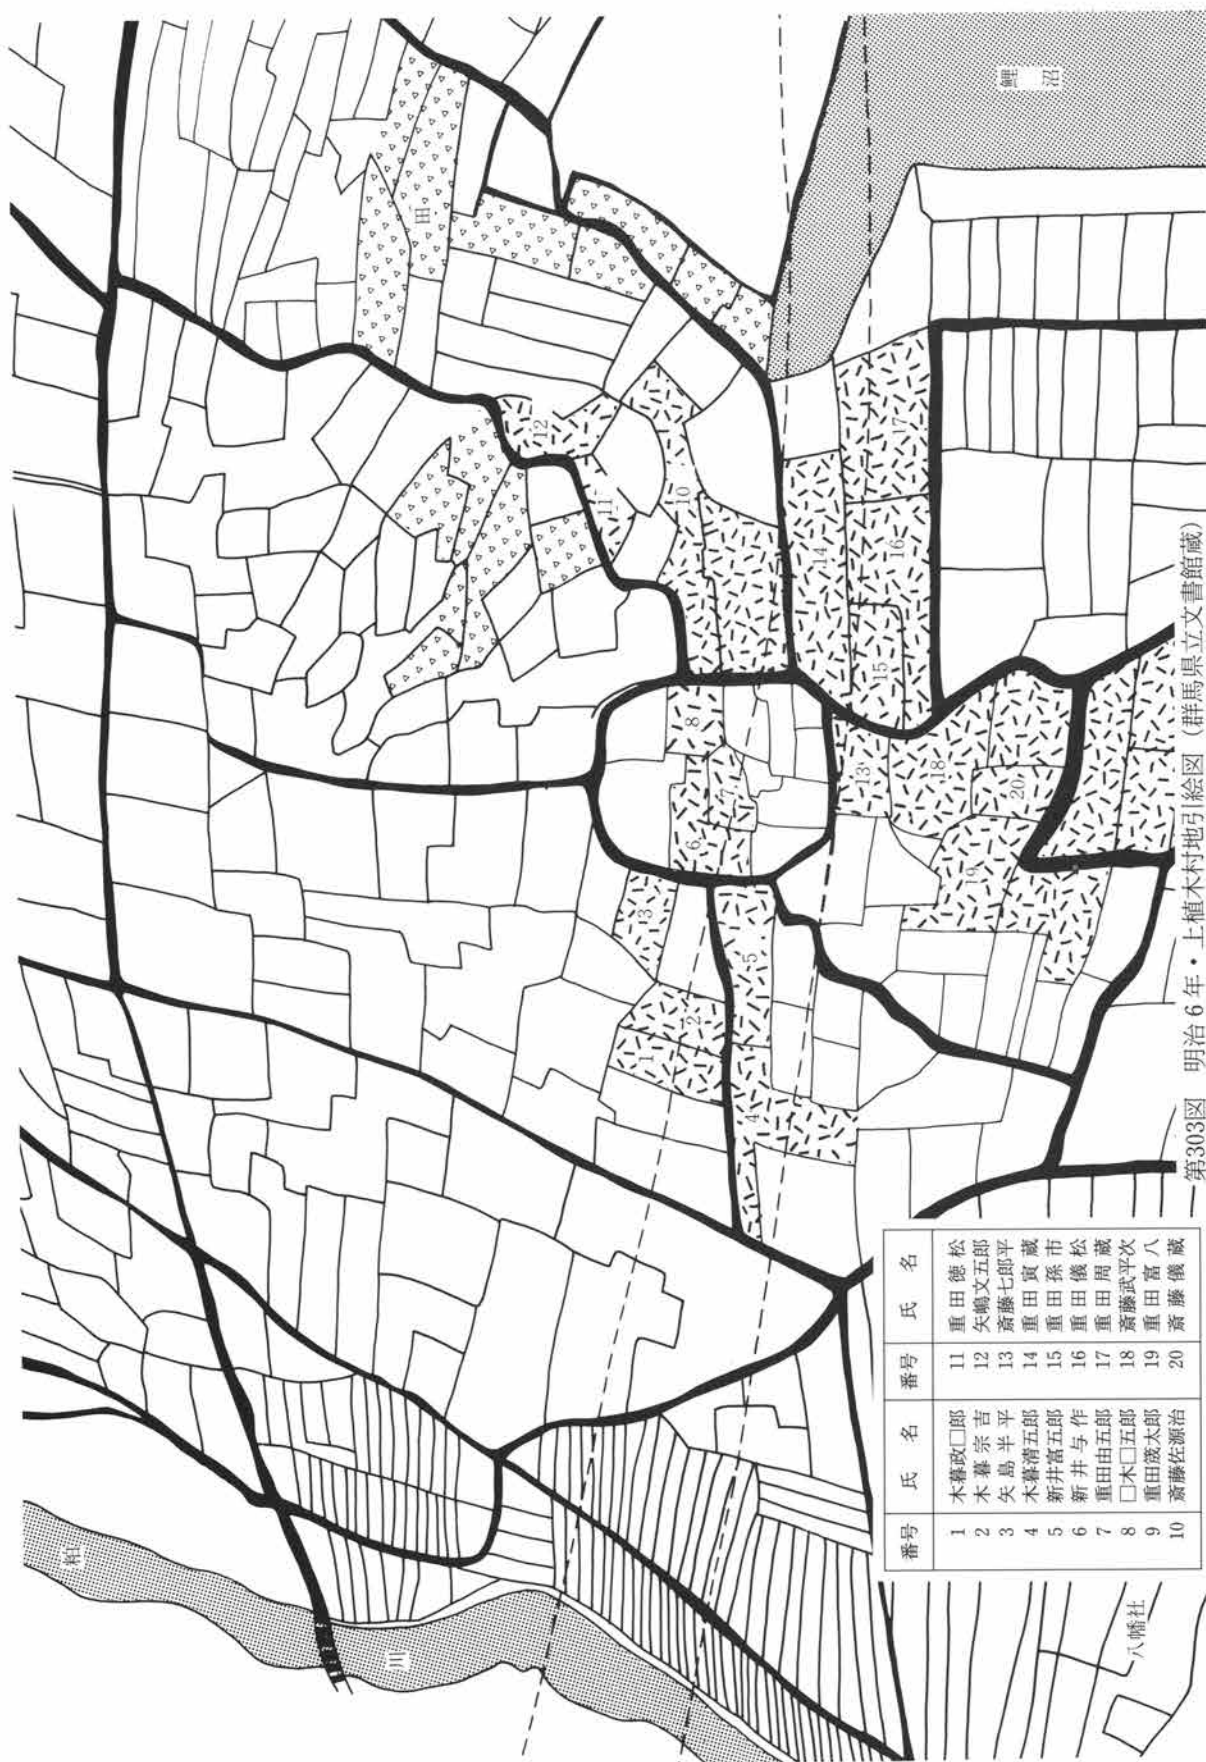 粕
川
田
鯉
沼
12
11
10
17
14
16
15
8
7
6
13
18
20
19
3
5
2
1
4
八幡社
番号 氏 名 番号 氏 名
1 木暮政□郎 11 重田徳松
2 木暮宗吉 12 矢嶋文五郎
3 矢島半平 13 斎藤七郎平
4 木暮清五郎 14 重田寅蔵
5 新井富五郎 15 重田孫市
6 新井与作 16 重田儀松
7 重田由五郎 17 重田周蔵
8 □木□五郎 18 斎藤武平次
9 重田箴太郎 19 重田富八
10 斎藤佐源治 20 斎藤儀蔵
第303図 明治6年・上植木村地引絵図（群馬県立文書館蔵）